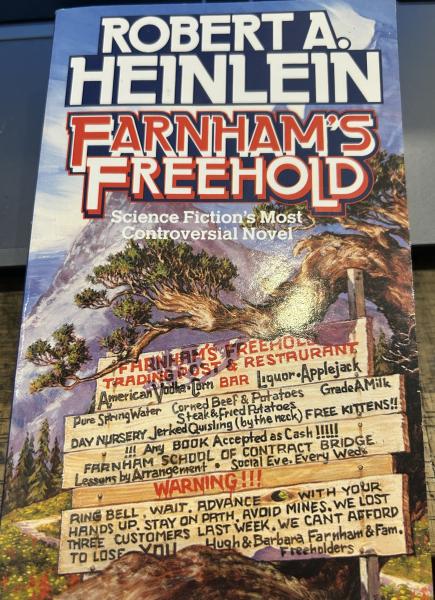 ROBERT A.
HEINLEIN
FARNHAM'S
FREEHOLD
Science Fiction's Most
Controversial Novel
FARNHAM'S FREEHOLD
TRADING POST & RESTAURANT
American Vodka • Corn BAR Liquor • Applejack
Pure Spring Water Corned Beef & Potatoes Grade A Milk
Steak & Fried Potatoes
DAY NURSERY Jerked Quisling (by the neck) FREE KITTENS!!
!!! Any BOOK Accepted as Cash !!!!!
FARNHAM SCHOOL OF CONTRACT BRIDGE
Lessons by Arrangement • Social Eve. Every Weds.
WARNING!!!
RING BELL. WAIT. ADVANCE WITH YOUR
HANDS UP. STAY ON PATH. AVOID MINES. WE LOST
THREE CUSTOMERS LAST WEEK. WE CAN'T AFFORD
TO LOSE YOU Hugh & Barbara Farnham & Fam.
Freeholders